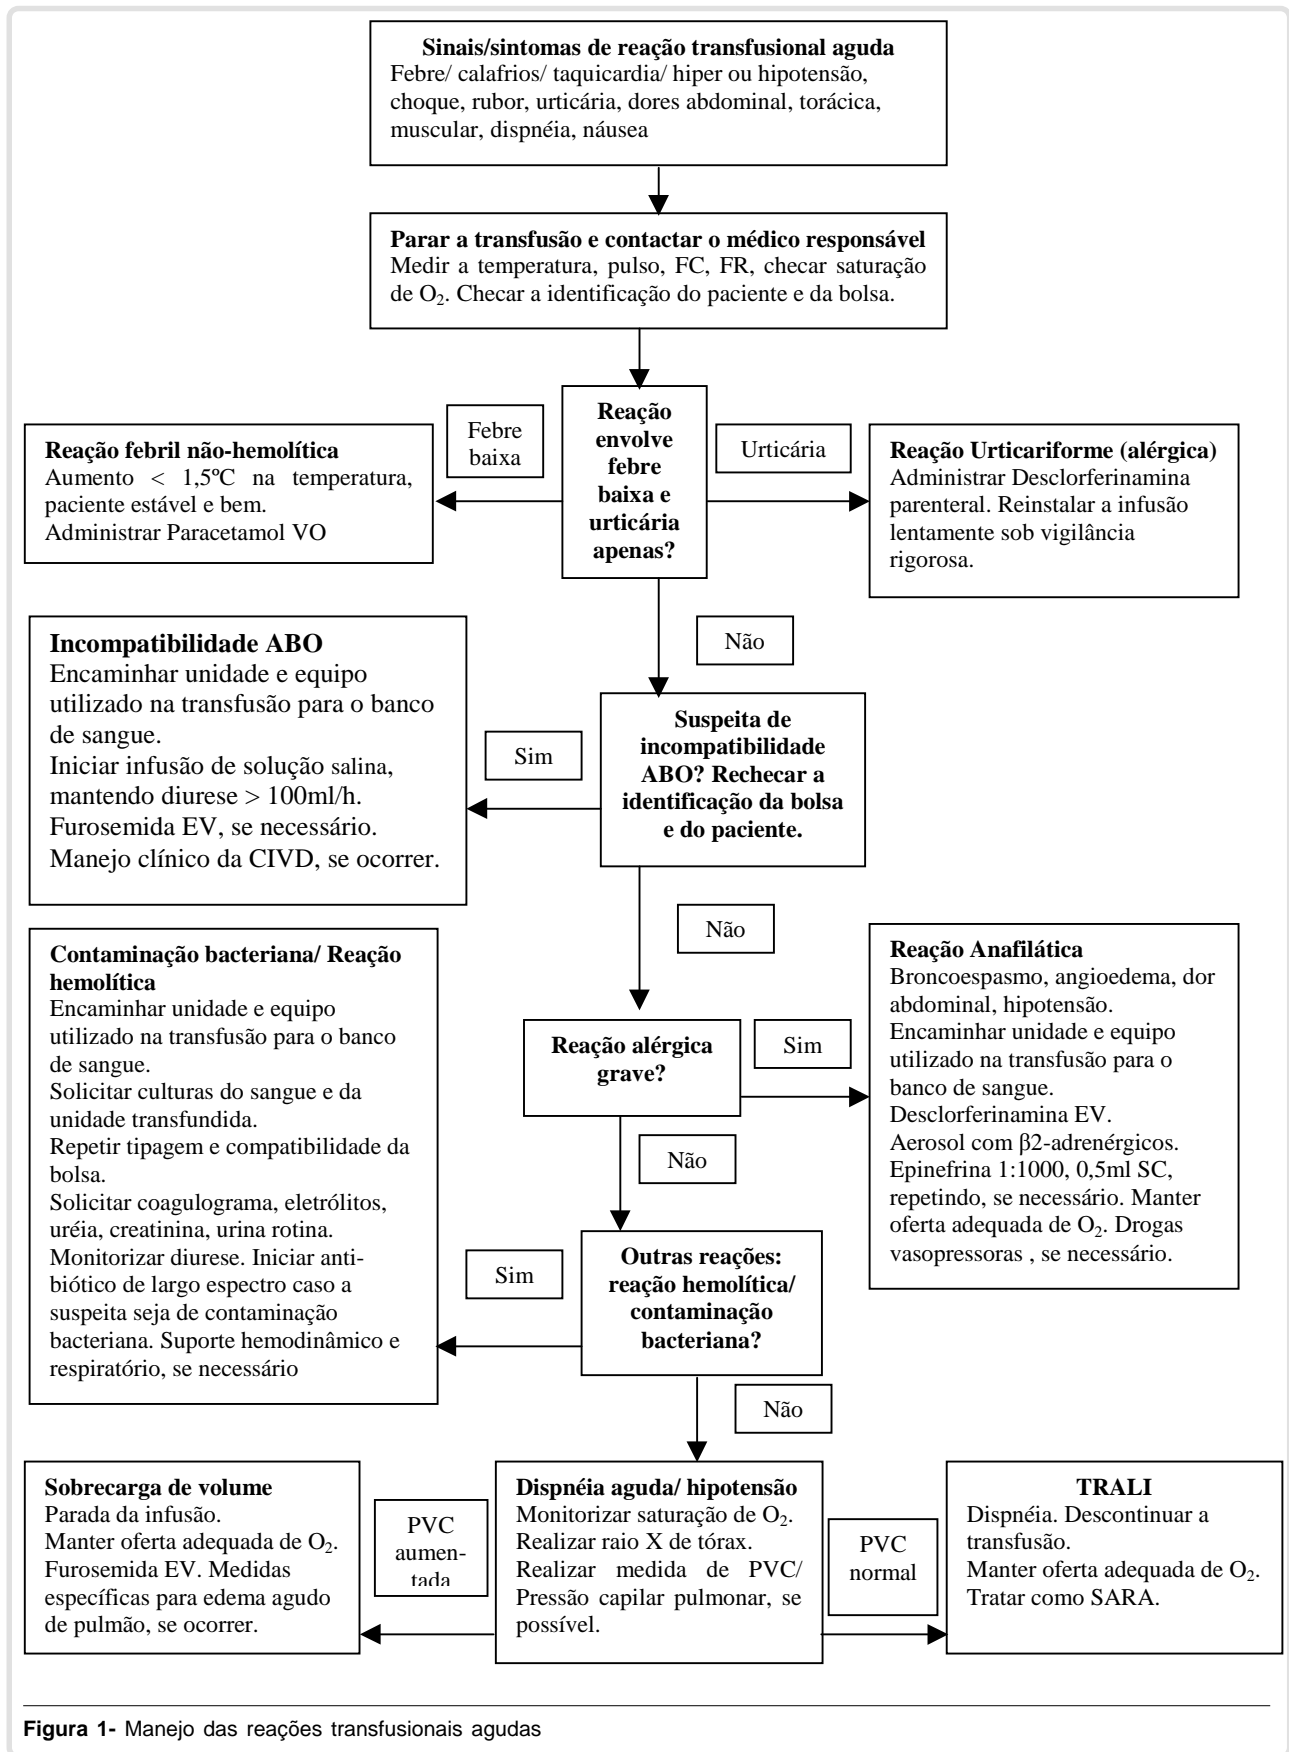 Sinais/sintomas de reação transfusional aguda
Febre/ calafrios/ taquicardia/ hiper ou hipotensão,
choque, rubor, urticária, dores abdominal, torácica,
muscular, dispnéia, náusea
Parar a transfusão e contactar o médico responsável
Medir a temperatura, pulso, FC, FR, checar saturação
de O₂. Checar a identificação do paciente e da bolsa.
Reação
envolve
febre
baixa e
urticária
apenas?
Febre
baixa
Reação febril não-hemolítica
Aumento < 1,5ºC na temperatura,
paciente estável e bem.
Administrar Paracetamol VO
Urticária
Reação Urticariforme (alérgica)
Administrar Desclorferinamina
parenteral. Reinstalar a infusão
lentamente sob vigilância
rigorosa.
Não
Suspeita de
incompatibilidade
ABO? Rechecar a
identificação da bolsa
e do paciente.
Sim
Incompatibilidade ABO
Encaminhar unidade e equipo
utilizado na transfusão para o banco
de sangue.
Iniciar infusão de solução salina,
mantendo diurese > 100ml/h.
Furosemida EV, se necessário.
Manejo clínico da CIVD, se ocorrer.
Não
Reação alérgica
grave?
Sim
Reação Anafilática
Broncoespasmo, angioedema, dor
abdominal, hipotensão.
Encaminhar unidade e equipo
utilizado na transfusão para o
banco de sangue.
Desclorferinamina EV.
Aerosol com β2-adrenérgicos.
Epinefrina 1:1000, 0,5ml SC,
repetindo, se necessário. Manter
oferta adequada de O₂. Drogas
vasopressoras , se necessário.
Não
Outras reações:
reação hemolítica/
contaminação
bacteriana?
Sim
Contaminação bacteriana/ Reação
hemolítica
Encaminhar unidade e equipo
utilizado na transfusão para o banco
de sangue.
Solicitar culturas do sangue e da
unidade transfundida.
Repetir tipagem e compatibilidade da
bolsa.
Solicitar coagulograma, eletrólitos,
uréia, creatinina, urina rotina.
Monitorizar diurese. Iniciar anti-
biótico de largo espectro caso a
suspeita seja de contaminação
bacteriana. Suporte hemodinâmico e
respiratório, se necessário
Não
Dispnéia aguda/ hipotensão
Monitorizar saturação de O₂.
Realizar raio X de tórax.
Realizar medida de PVC/
Pressão capilar pulmonar, se
possível.
PVC
aumen-
tada
Sobrecarga de volume
Parada da infusão.
Manter oferta adequada de O₂.
Furosemida EV. Medidas
específicas para edema agudo
de pulmão, se ocorrer.
PVC
normal
TRALI
Dispnéia. Descontinuar a
transfusão.
Manter oferta adequada de O₂.
Tratar como SARA.
Figura 1- Manejo das reações transfusionais agudas